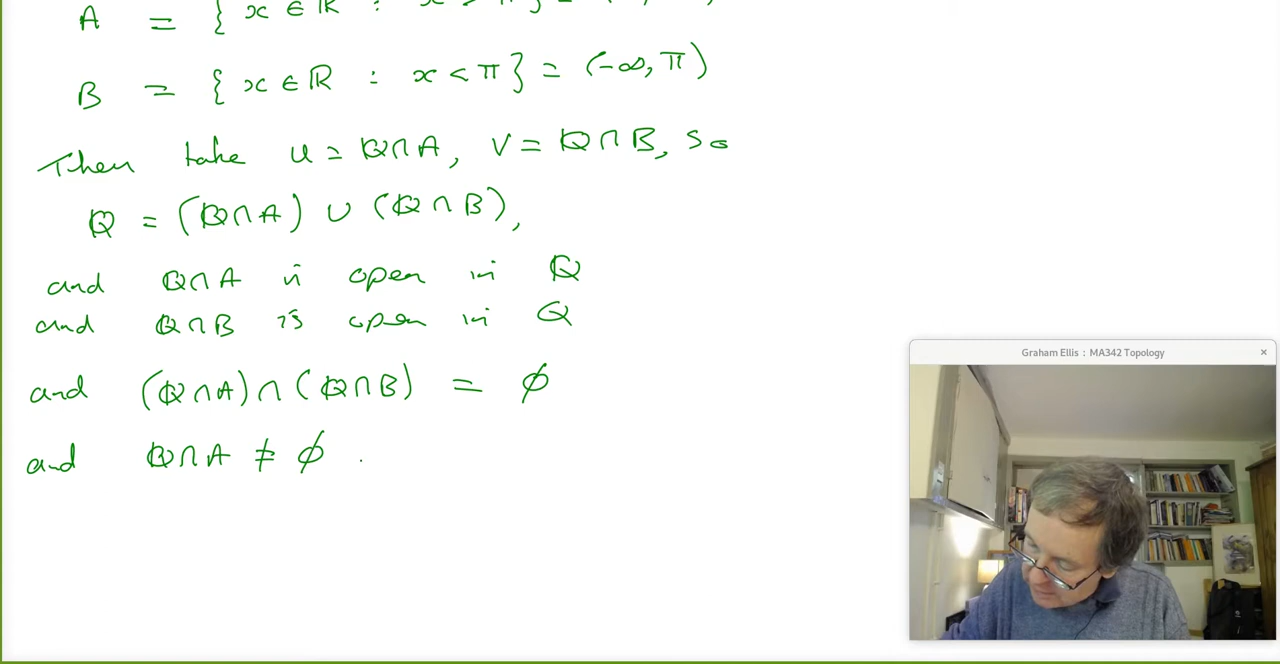 A = { x ∈ ℝ :
B = { x ∈ ℝ : x < π } = (-∞, π)
Then take U = ℚ∩A, V = ℚ∩B, so
ℚ = (ℚ∩A) ∪ (ℚ∩B),
and ℚ∩A is open in ℚ
and ℚ∩B is open in ℚ
and (ℚ∩A)∩(ℚ∩B) = ∅
and ℚ∩A ≠ ∅
Graham Ellis : MA342 Topology